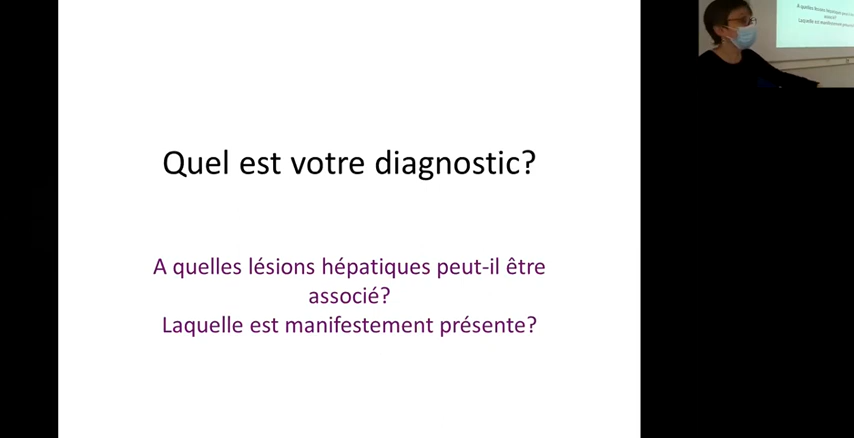 Quel est votre diagnostic?
A quelles lésions hépatiques peut-il être
associé?
Laquelle est manifestement présente?